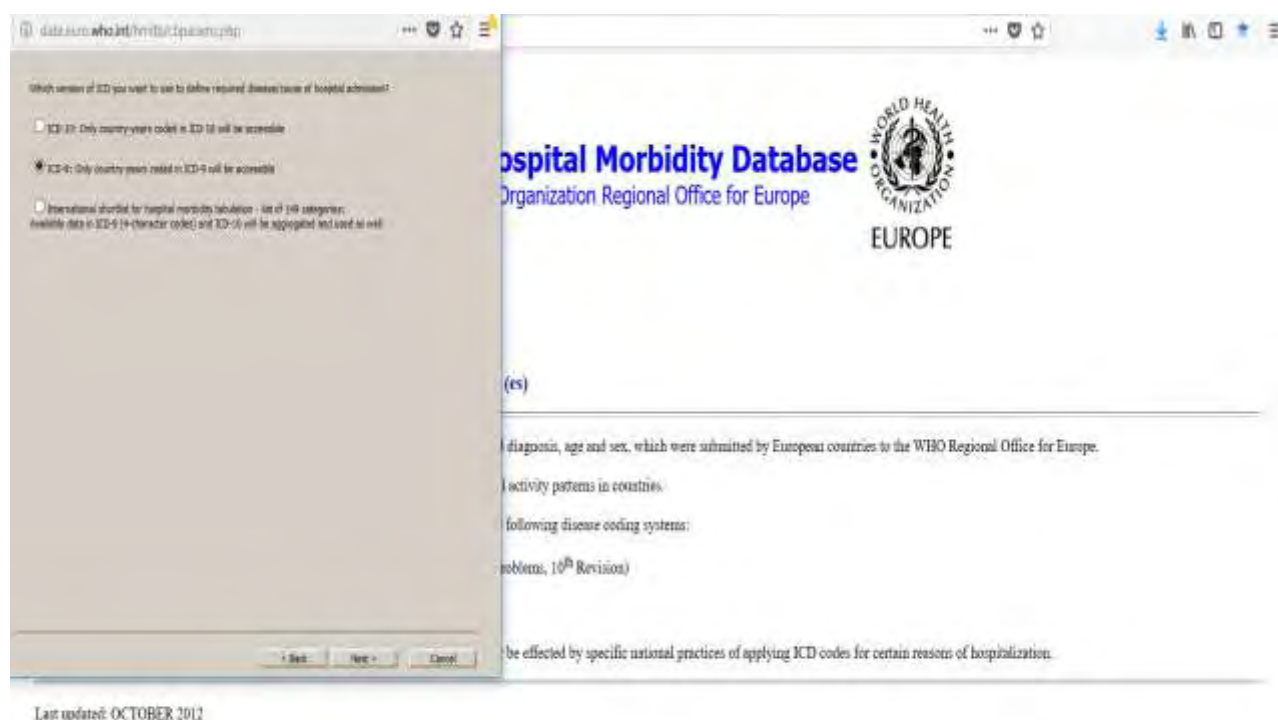 data.euro.who.int/hmdb/cbparams.php
Which version of ICD you want to use to define required disease/cause of hospital admission?
ICD-10: Only country-years coded in ICD-10 will be accessible
ICD-9: Only country-years coded in ICD-9 will be accessible
International shortlist for hospital morbidity tabulation - list of 149 categories:
Available data in ICD-9 (4-character codes) and ICD-10 will be aggregated and used as well
< Back
Next >
Cancel
ospital Morbidity Database
Organization Regional Office for Europe
WORLD HEALTH ORGANIZATION
EUROPE
(es)
diagnosis, age and sex, which were submitted by European countries to the WHO Regional Office for Europe.
activity patterns in countries.
following disease coding systems:
roblems, 10th Revision)
be effected by specific national practices of applying ICD codes for certain reasons of hospitalization.
Last updated: OCTOBER 2012